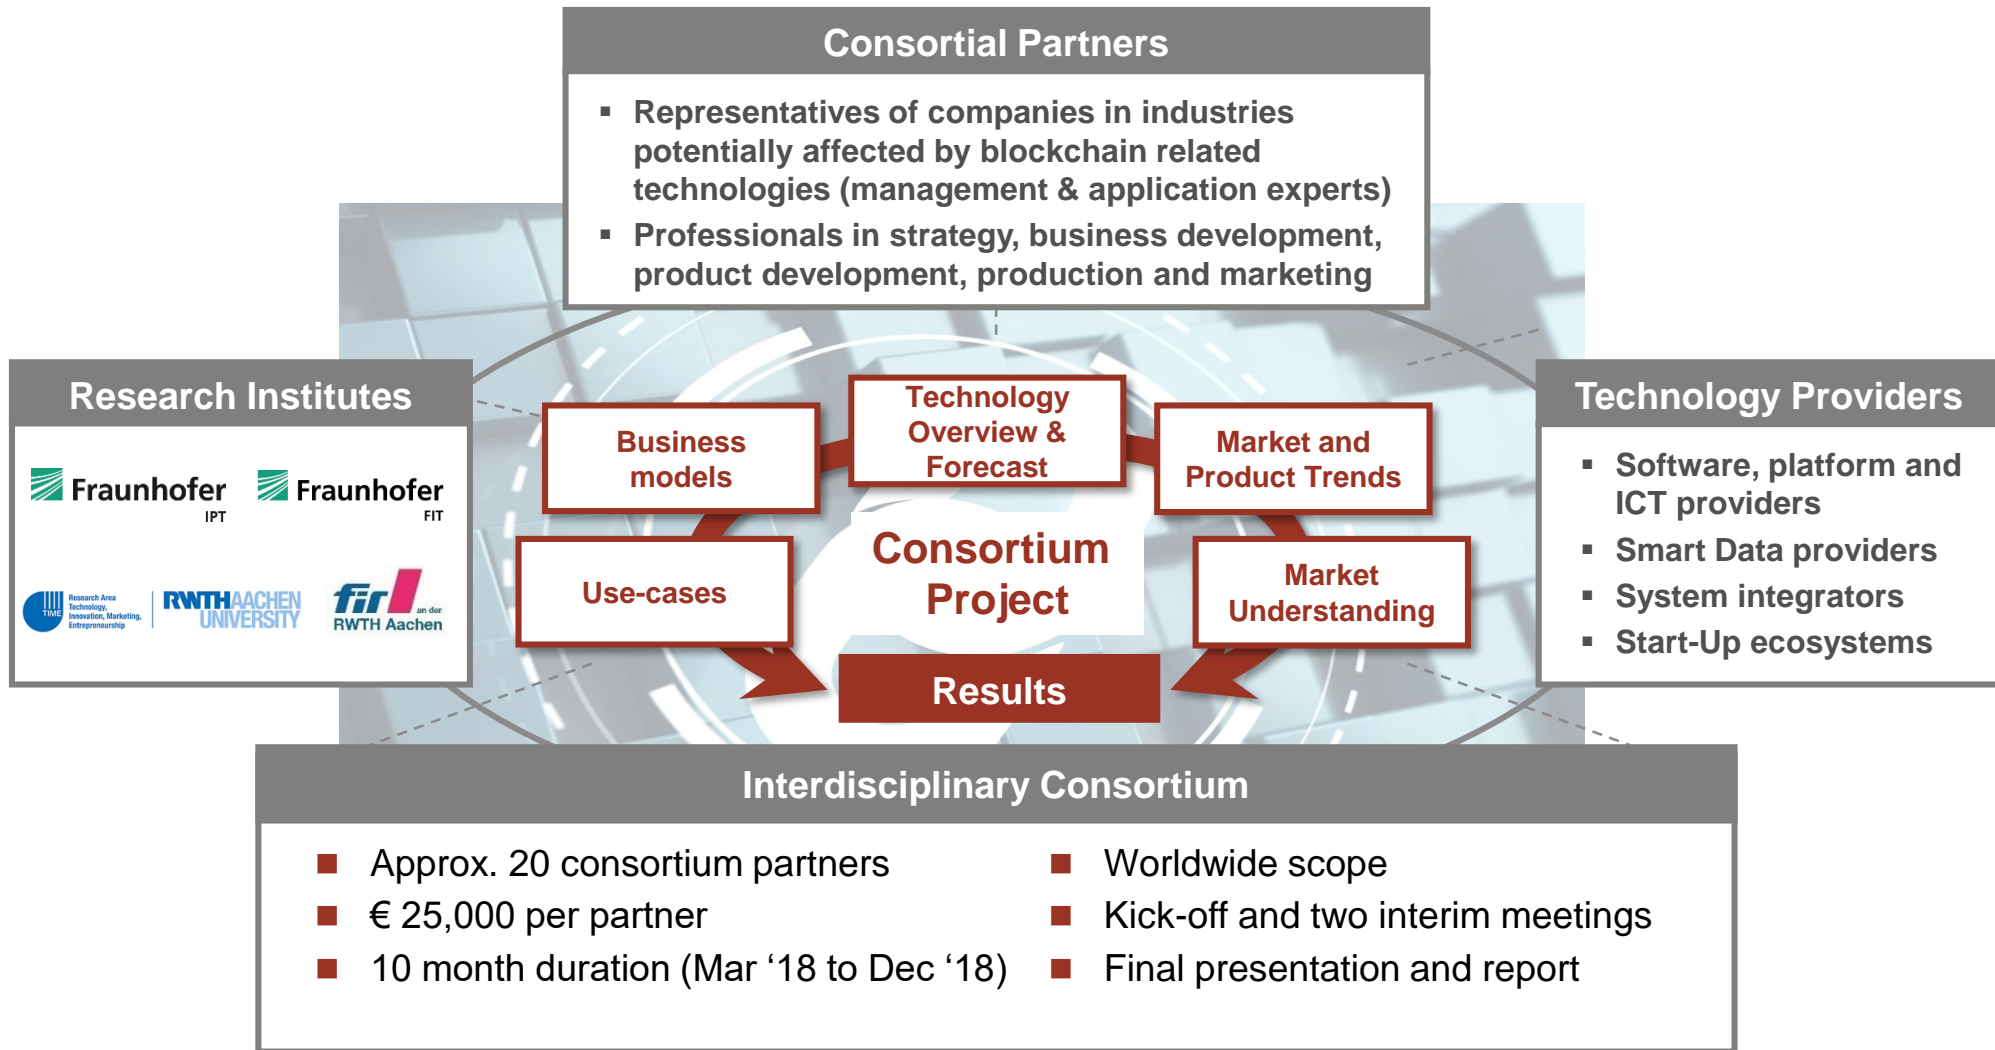 Consortial Partners
▪ Representatives of companies in industries
potentially affected by blockchain related
technologies (management & application experts)
▪ Professionals in strategy, business development,
product development, production and marketing
Research Institutes
Fraunhofer
IPT
Fraunhofer
FIT
TIME
Research Area
Technology,
Innovation, Marketing,
Entrepreneurship
RWTH AACHEN
UNIVERSITY
fir
an der
RWTH Aachen
Business
models
Technology
Overview &
Forecast
Market and
Product Trends
Use-cases
Consortium
Project
Market
Understanding
Results
Technology Providers
▪ Software, platform and
ICT providers
▪ Smart Data providers
▪ System integrators
▪ Start-Up ecosystems
Interdisciplinary Consortium
■ Approx. 20 consortium partners
■ € 25,000 per partner
■ 10 month duration (Mar ‘18 to Dec ‘18)
■ Worldwide scope
■ Kick-off and two interim meetings
■ Final presentation and report